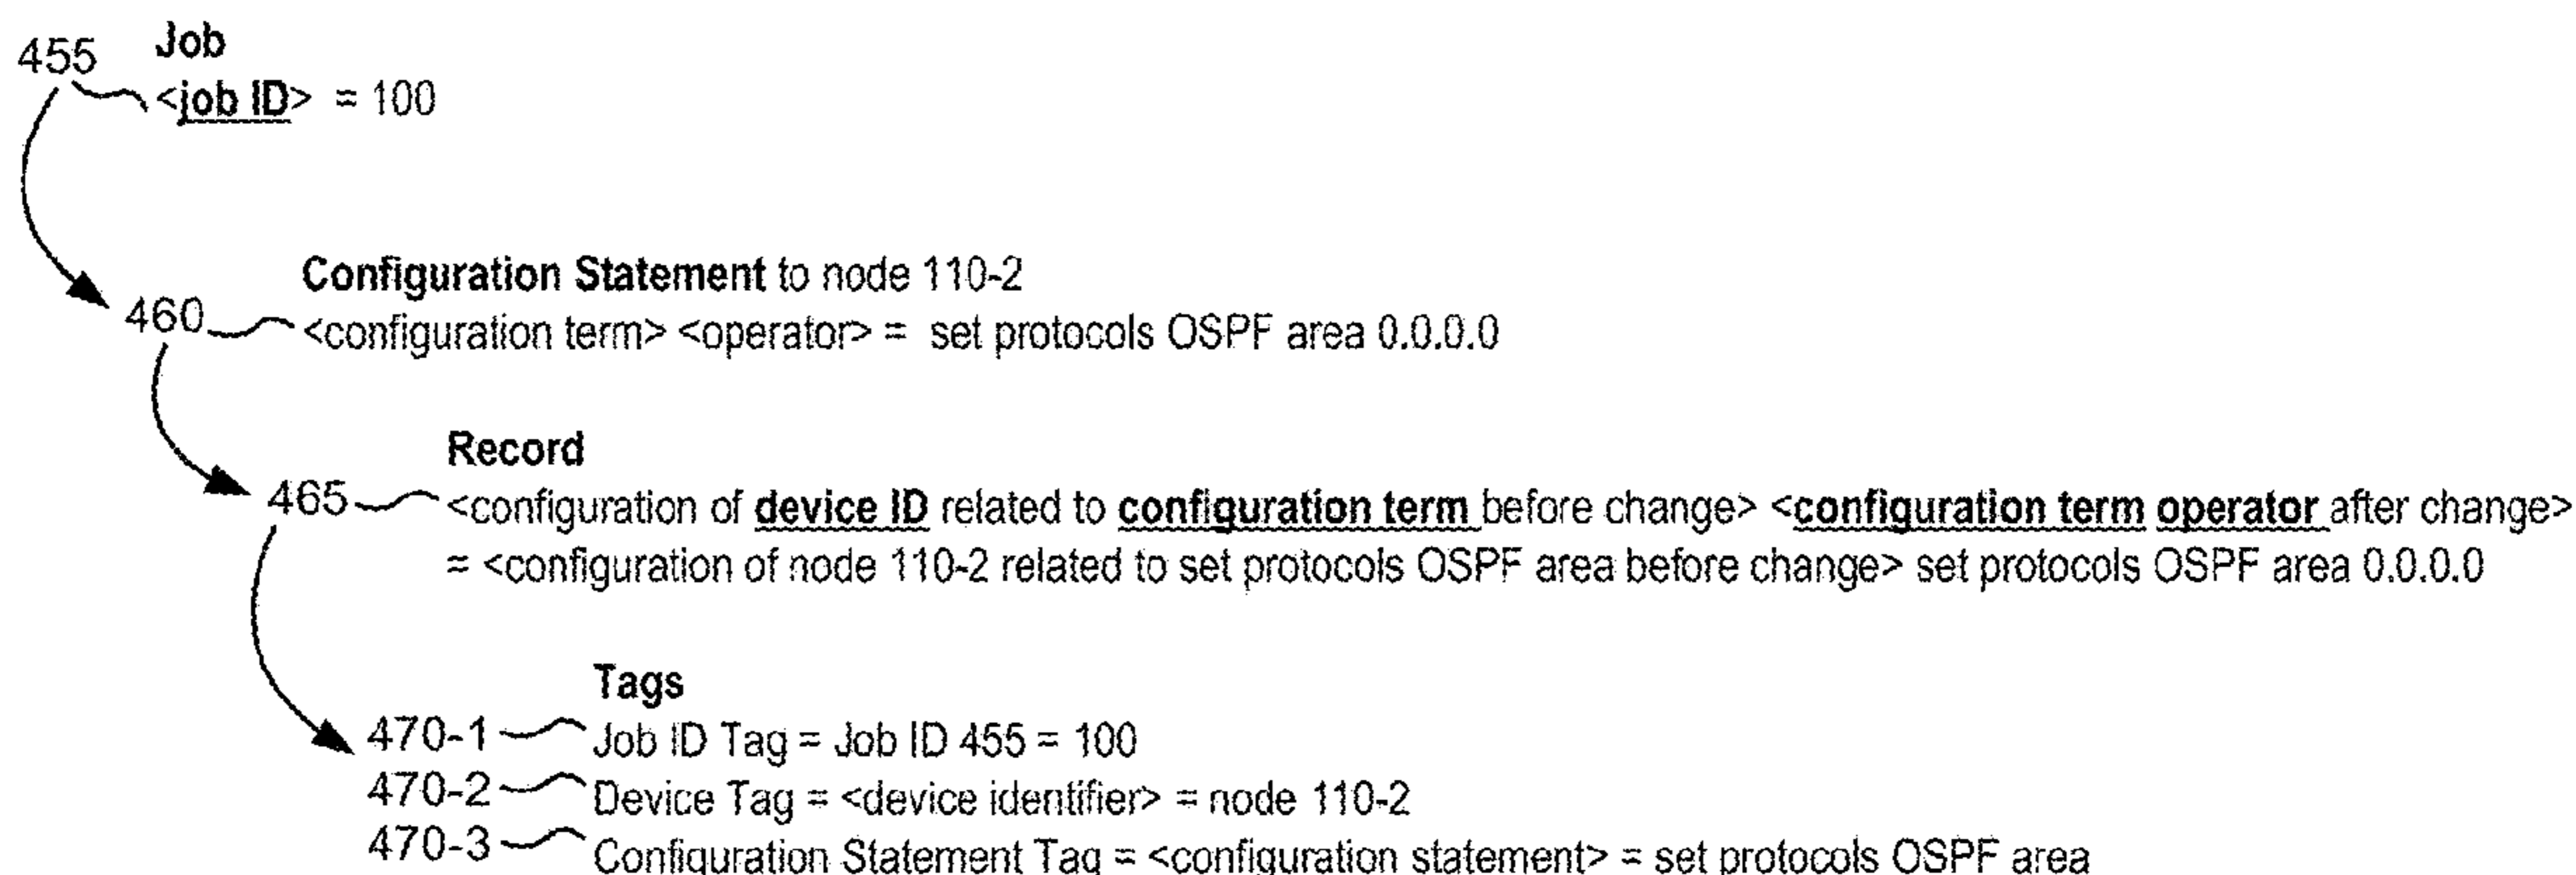 Job
455 <job ID> = 100
Configuration Statement to node 110-2
460 <configuration term> <operator> = set protocols OSPF area 0.0.0.0
Record
465 <configuration of device ID related to configuration term before change> <configuration term operator after change>
= <configuration of node 110-2 related to set protocols OSPF area before change> set protocols OSPF area 0.0.0.0
Tags
470-1 Job ID Tag = Job ID 455 = 100
470-2 Device Tag = <device identifier> = node 110-2
470-3 Configuration Statement Tag = <configuration statement> = set protocols OSPF area